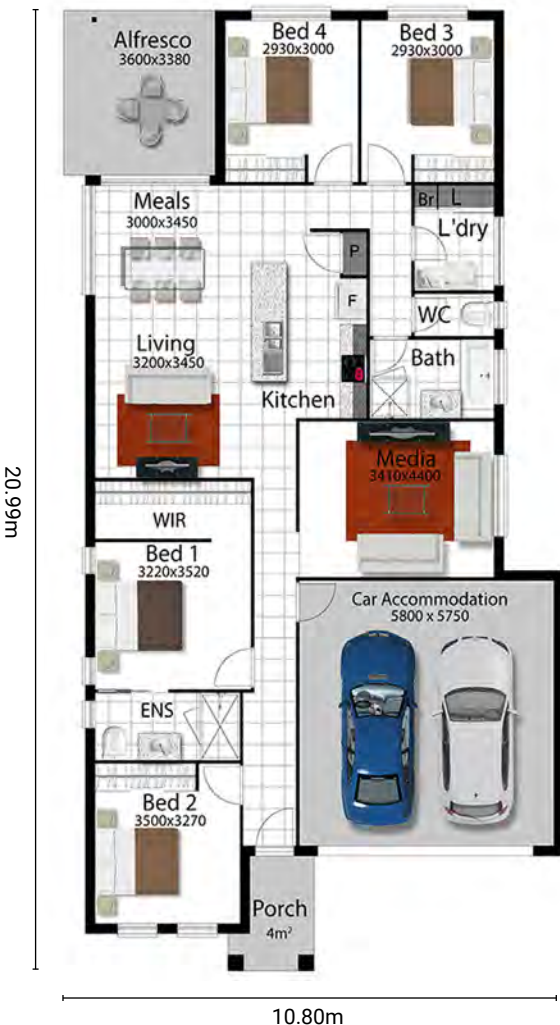 Alfresco
3600x3380
Bed 4
2930x3000
Bed 3
2930x3000
Meals
3000x3450
Br L
L'dry
P
F
WC
Living
3200x3450
Bath
Kitchen
Media
3410x4400
WIR
Bed 1
3220x3520
Car Accommodation
5800 x 5750
ENS
Bed 2
3500x3270
Porch
4m²
20.99m
10.80m